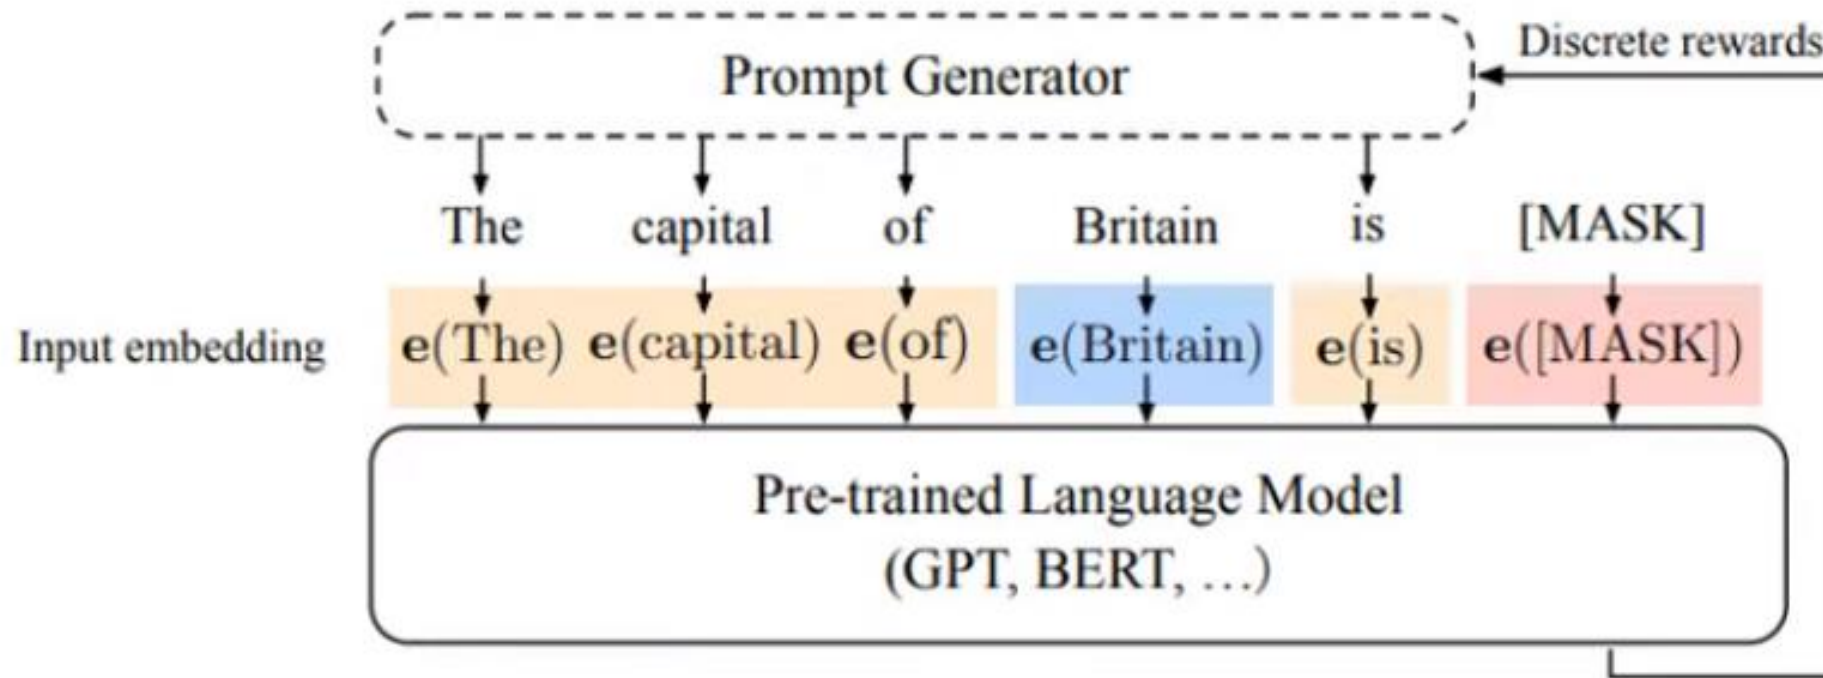 Discrete rewards
Prompt Generator
The capital of Britain is [MASK]
Input embedding e(The) e(capital) e(of) e(Britain) e(is) e([MASK])
Pre-trained Language Model
(GPT, BERT, …)